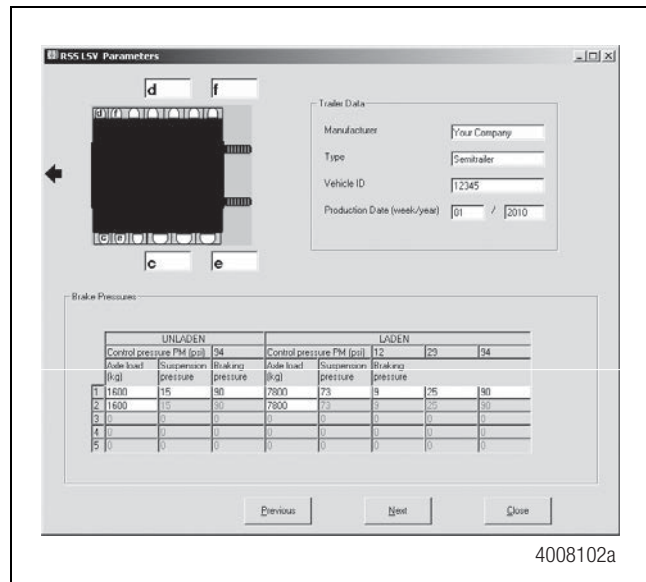 RSS LSV Parameters
d f
(d) (f)
Trailer Data
Manufacturer Your Company
Type Semitrailer
Vehicle ID 12345
Production Date (week/year) 01 / 2010
(c) (e)
c e
Brake Pressures
UNLADEN LADEN
Control pressure PM (psi) 94 Control pressure PM (psi) 12 29 94
Axle load Suspension Braking Axle load Suspension Braking
(kg) pressure pressure (kg) pressure pressure
1 1600 15 90 7800 73 9 25 90
2 1600 15 90 7800 73 9 25 90
3 0 0 0 0 0 0 0 0
4 0 0 0 0 0 0 0 0
5 0 0 0 0 0 0 0 0
Previous Next Close
4008102a